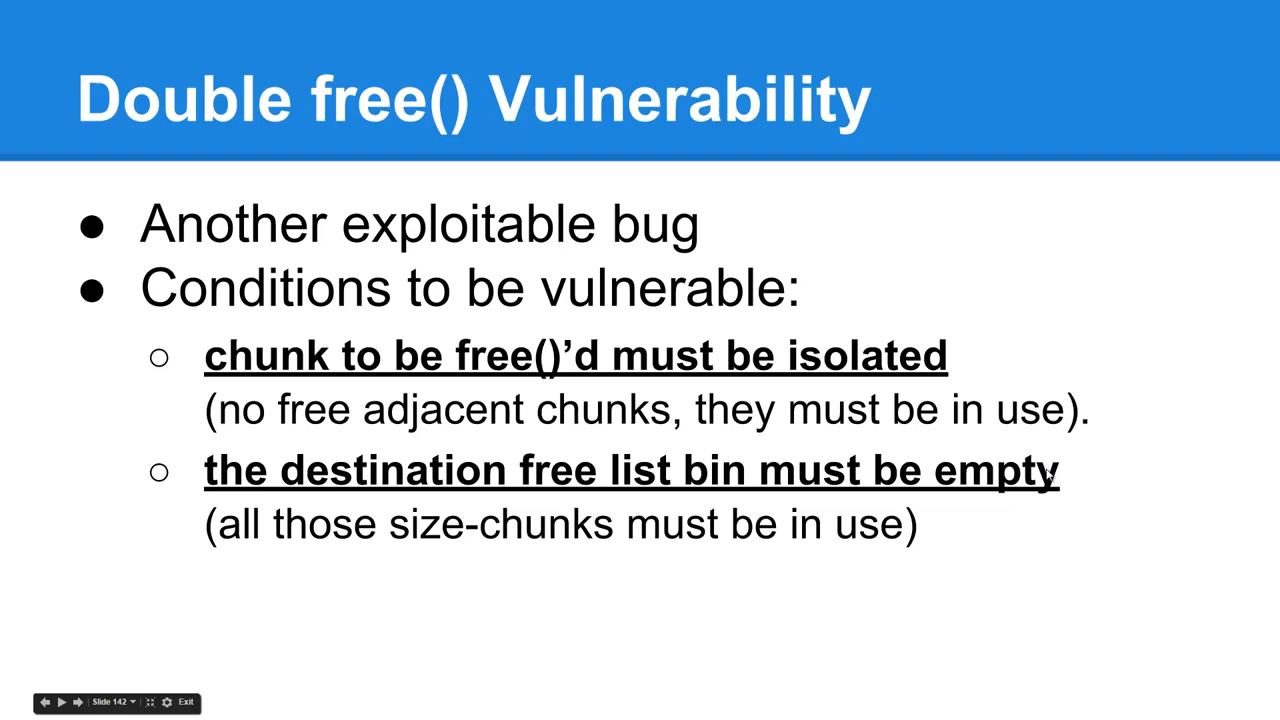 Double free() Vulnerability
● Another exploitable bug
● Conditions to be vulnerable:
○ chunk to be free()’d must be isolated
(no free adjacent chunks, they must be in use).
○ the destination free list bin must be empty
(all those size-chunks must be in use)
Slide 142 Exit